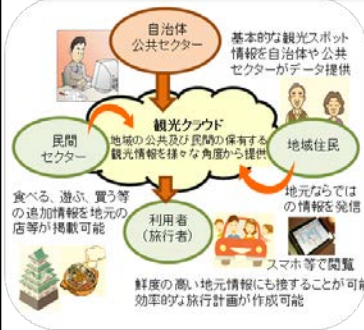 自治体
公共セクター
基本的な観光スポット
情報を自治体や公共
セクターがデータ提供
観光クラウド
地域の公共及び民間の保有する
観光情報を様々な角度から提供
民間
セクター
地域住民
食べる、遊ぶ、買う等
の追加情報を地元の
店等が掲載可能
地元ならでは
の情報を発信
利用者
(旅行者)
スマホ等で閲覧
鮮度の高い地元情報にも接することが可能
効率的な旅行計画が作成可能